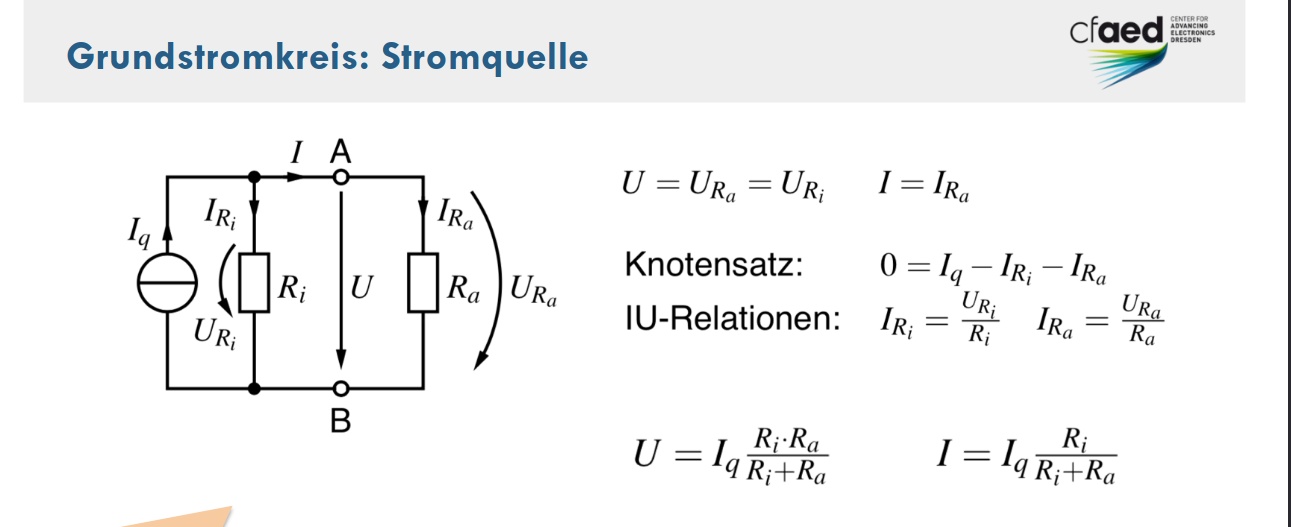 Grundstromkreis: Stromquelle
cfaed
CENTER FOR
ADVANCING
ELECTRONICS
DRESDEN
I A
I_q
I_{R_i}
U_{R_i}
R_i
U
I_{R_a}
R_a
U_{R_a}
B
U = U_{R_a} = U_{R_i} I = I_{R_a}
Knotensatz: 0 = I_q − I_{R_i} − I_{R_a}
IU-Relationen: I_{R_i} = \frac{U_{R_i}}{R_i} I_{R_a} = \frac{U_{R_a}}{R_a}
U = I_q \frac{R_i·R_a}{R_i+R_a} I = I_q \frac{R_i}{R_i+R_a}